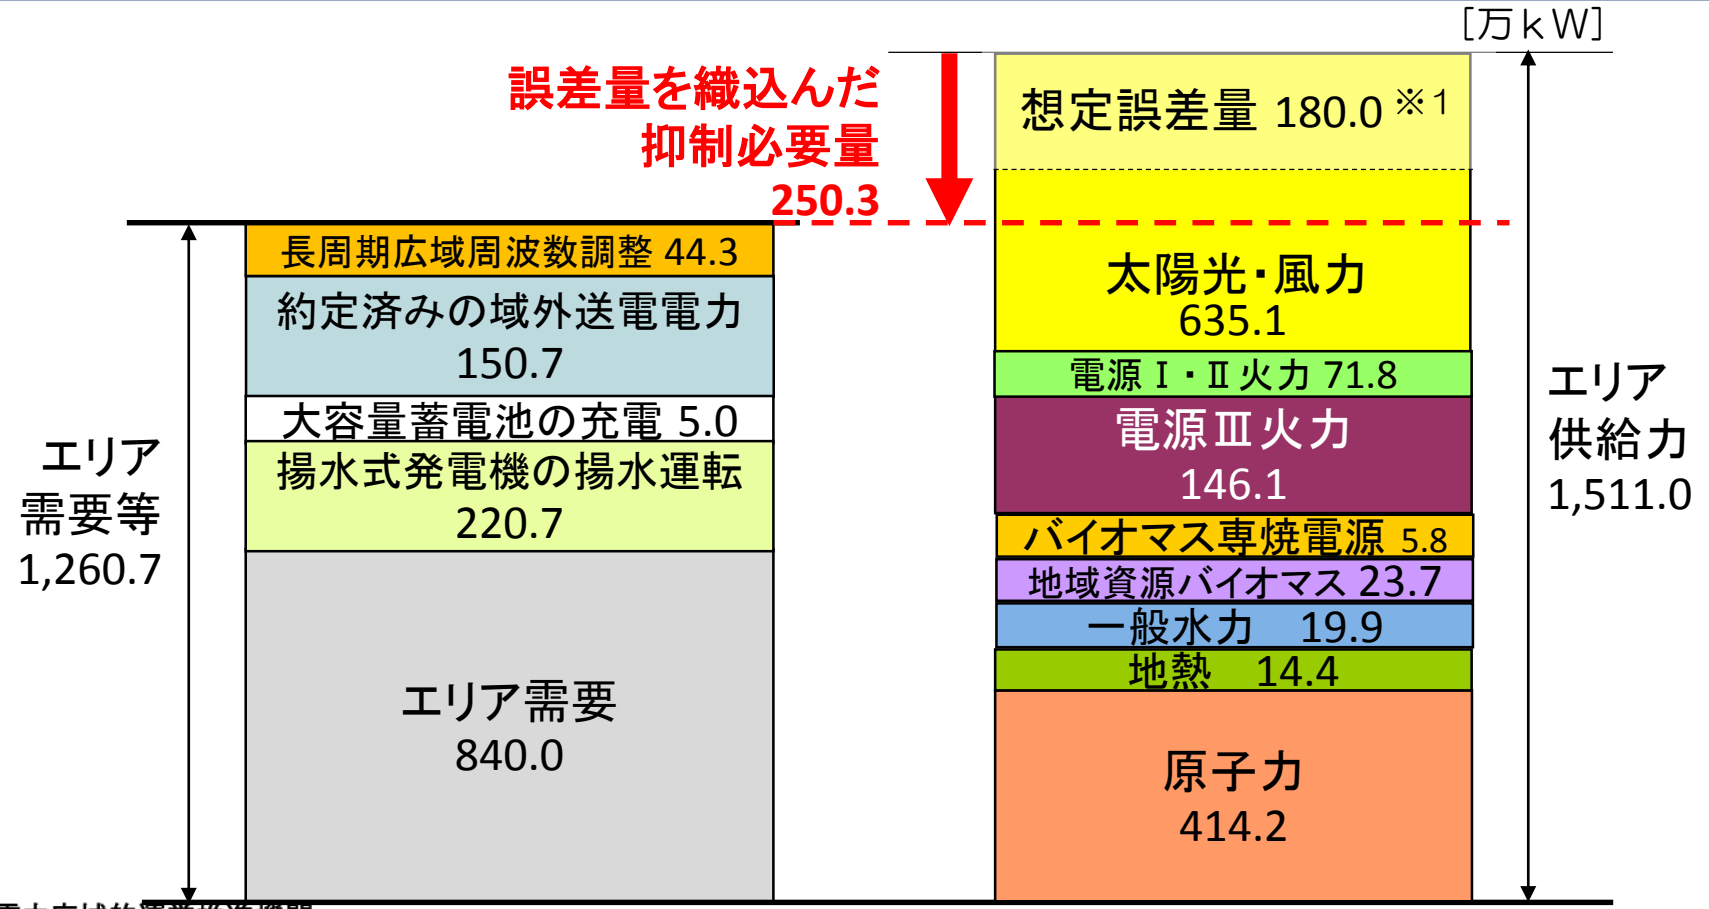 [万kW]
誤差量を織込んだ
抑制必要量
250.3
想定誤差量 180.0 ※1
長周期広域周波数調整 44.3
約定済みの域外送電電力
150.7
大容量蓄電池の充電 5.0
揚水式発電機の揚水運転
220.7
エリア需要
840.0
エリア
需要等
1,260.7
太陽光・風力
635.1
電源Ⅰ・Ⅱ火力 71.8
電源Ⅲ火力
146.1
バイオマス専焼電源 5.8
地域資源バイオマス 23.7
一般水力 19.9
地熱 14.4
原子力
414.2
エリア
供給力
1,511.0